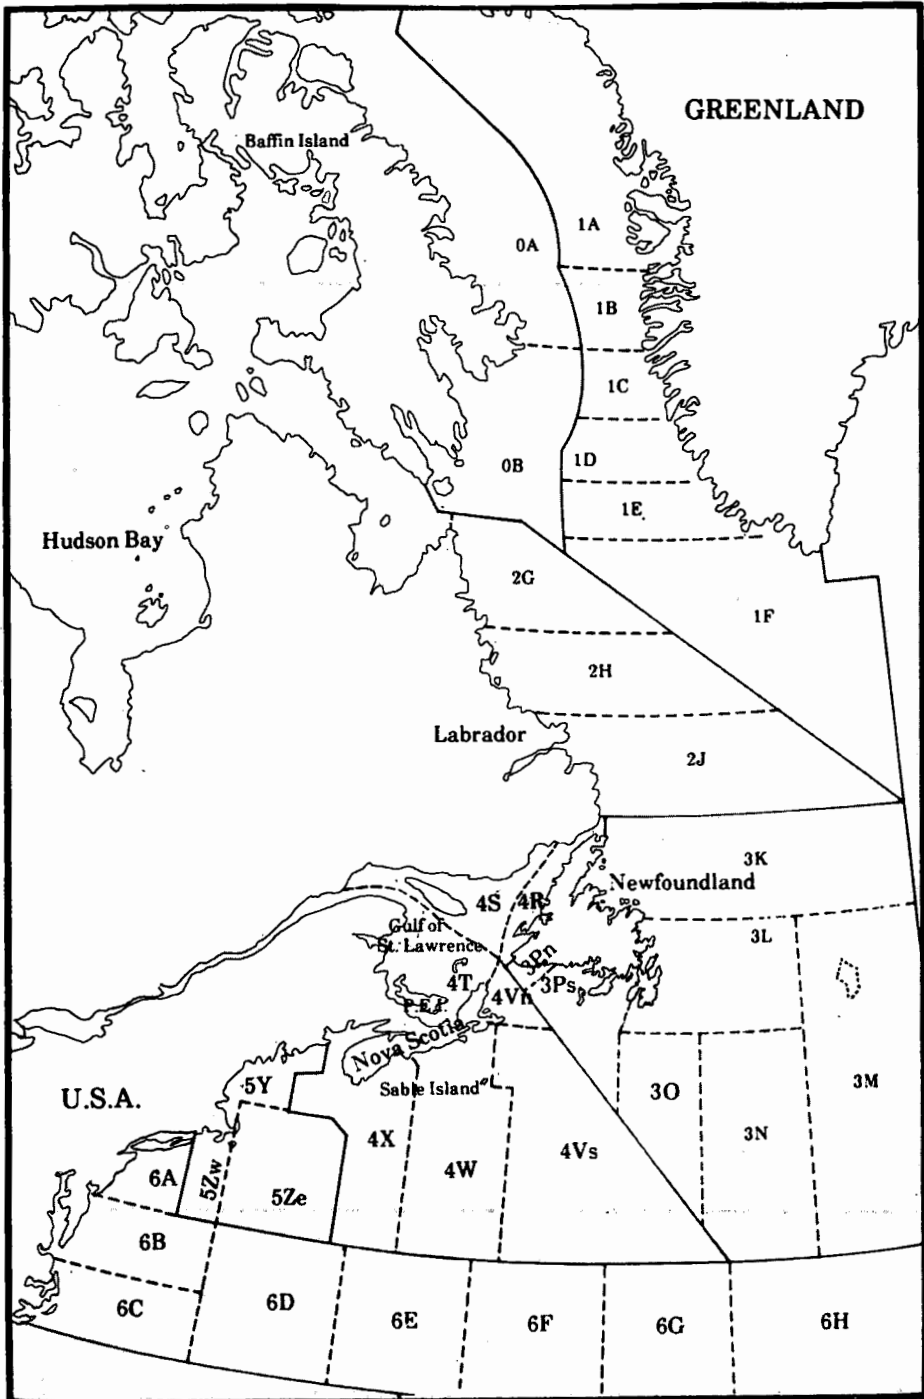 GREENLAND
Baffin Island
1A
0A
1B
1C
0B
1D
1E
Hudson Bay
2G
1F
2H
Labrador
2J
3K
Newfoundland
4S
4R
Gulf of
St. Lawrence
3L
3Pn
4T
3Ps
4Vn
P.E.I.
Nova Scotia
5Y
Sable Island
3M
U.S.A.
3O
3N
4X
4Vs
4W
6A
5Zw
5Ze
6B
6C
6D
6E
6F
6G
6H